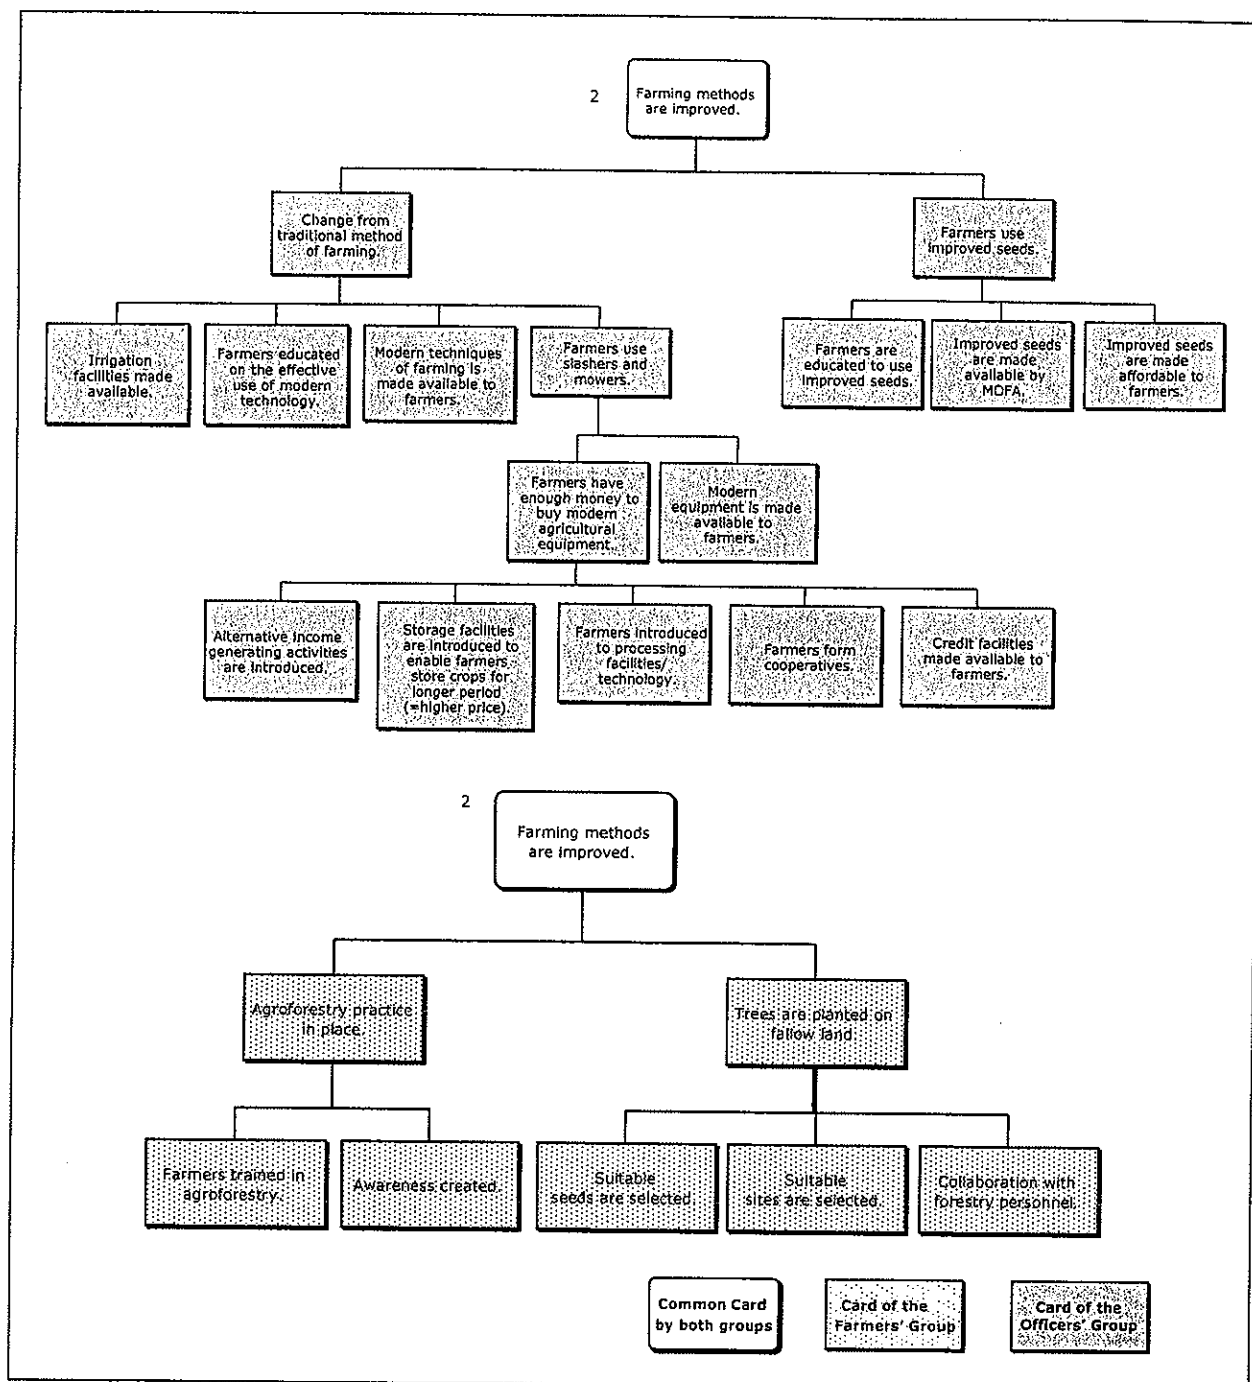 2
Farming methods
are improved.
Change from
traditional method
of farming.
Farmers use
improved seeds.
Irrigation
facilities made
available.
Farmers educated
on the effective
use of modern
technology.
Modern techniques
of farming is
made available to
farmers.
Farmers use
slashers and
mowers.
Farmers are
educated to use
improved seeds.
Improved seeds
are made
available by
MOFA.
Improved seeds
are made
affordable to
farmers.
Farmers have
enough money to
buy modern
agricultural
equipment.
Modern
equipment is made
available to
farmers.
Alternative income
generating activities
are introduced.
Storage facilities
are introduced to
enable farmers
store crops for
longer period
(=higher price).
Farmers introduced
to processing
facilities/
technology.
Farmers form
cooperatives.
Credit facilities
made available to
farmers.
2
Farming methods
are improved.
Agroforestry practice
in place.
Trees are planted on
fallow land.
Farmers trained in
agroforestry.
Awareness created.
Suitable
seeds are selected.
Suitable
sites are selected.
Collaboration with
forestry personnel.
Common Card
by both groups
Card of the
Farmers' Group
Card of the
Officers' Group